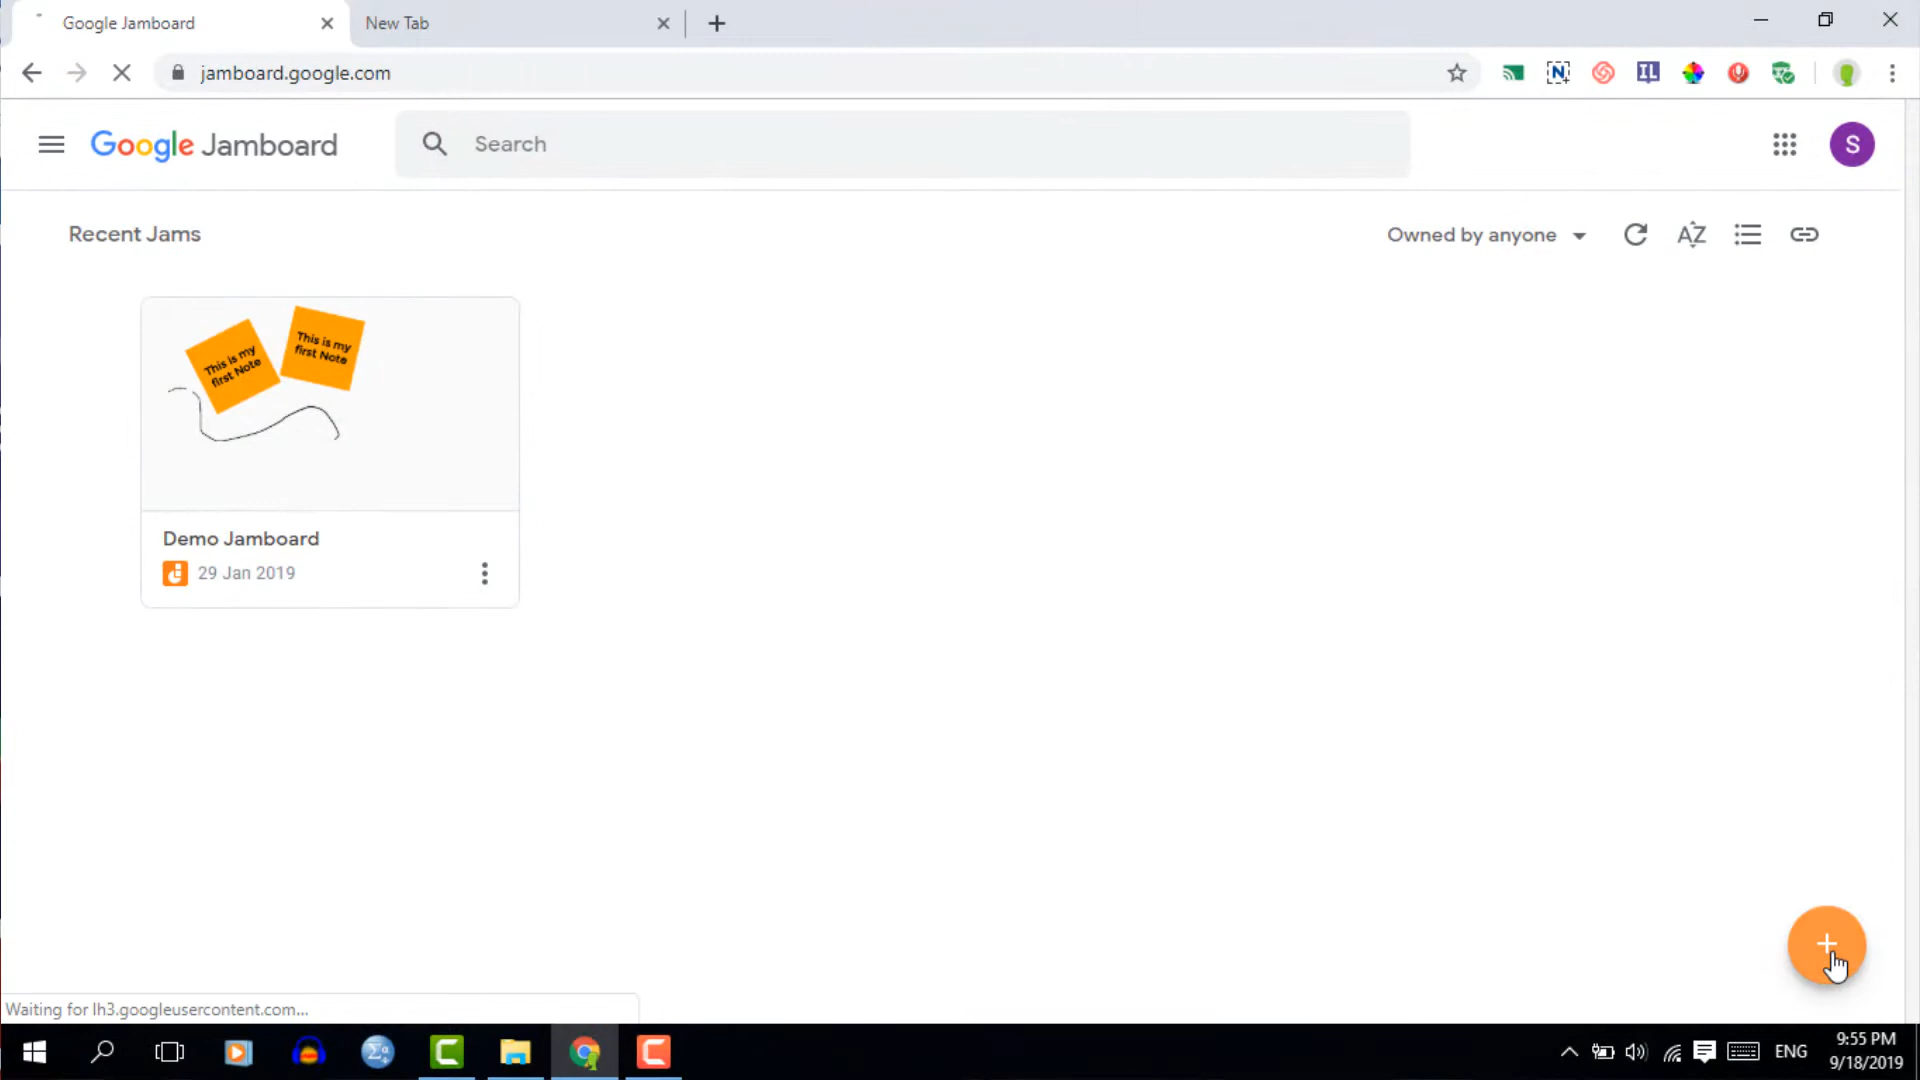 Google Jamboard
New Tab
jamboard.google.com
N
IL
Google Jamboard
Search
S
Recent Jams
Owned by anyone
AZ
This is my
first Note
This is my
first Note
Demo Jamboard
29 Jan 2019
Waiting for lh3.googleusercontent.com...
ENG
9:55 PM
9/18/2019